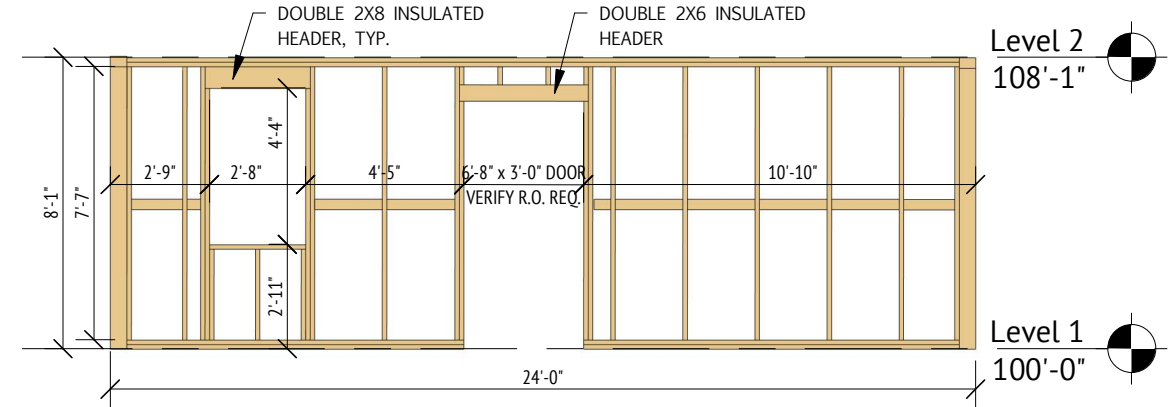 DOUBLE 2X8 INSULATED
HEADER, TYP.
DOUBLE 2X6 INSULATED
HEADER
Level 2
108'-1"
8'-1"
7'-7"
2'-9"
2'-8"
4'-4"
2'-11"
4'-5"
6'-8" x 3'-0" DOOR
VERIFY R.O. REQ.
10'-10"
Level 1
100'-0"
24'-0"